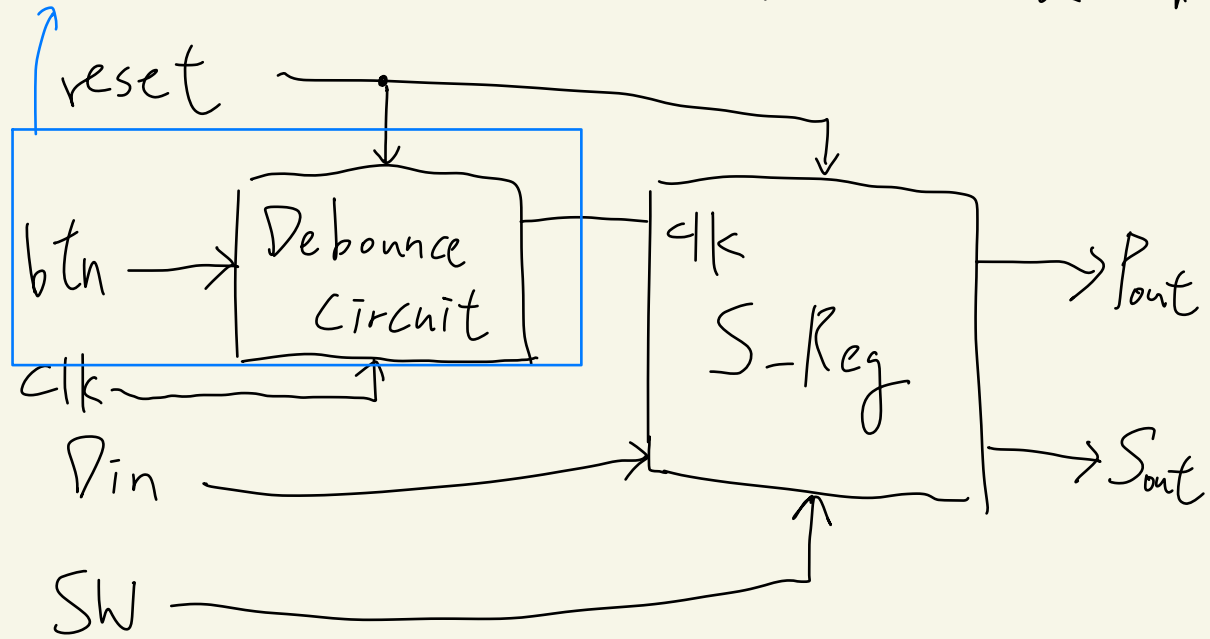 reset
btn
Debounce
Circuit
clk
S_Reg
Pout
Sout
clk
Din
SW